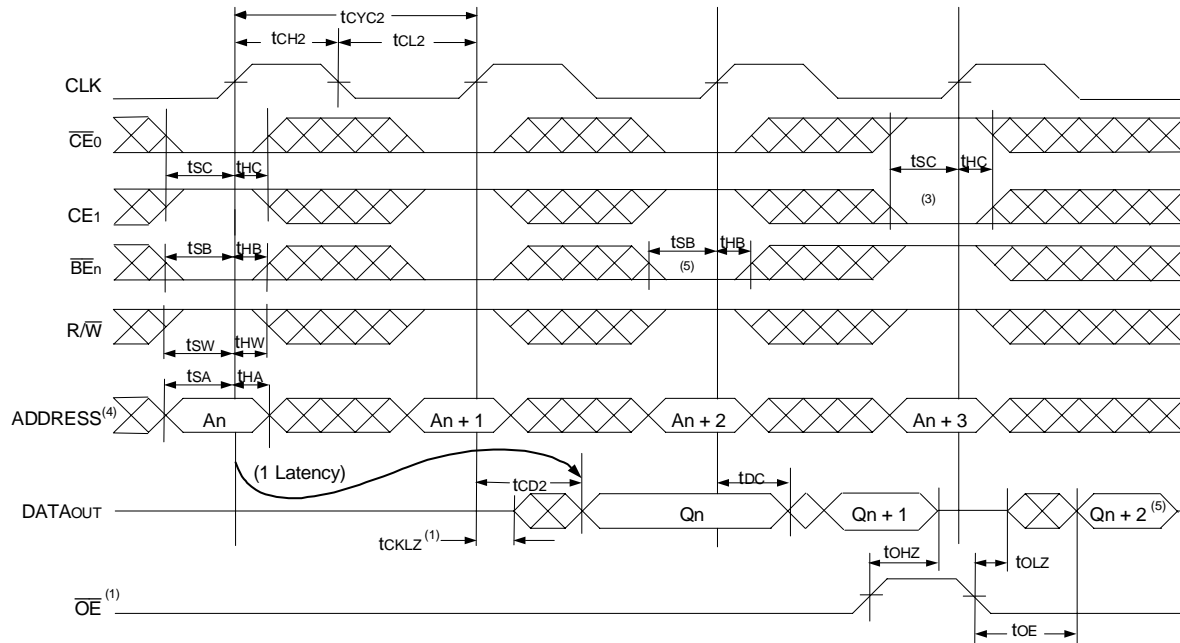 tCYC2
tCH2 tCL2
CLK
CE0
tSC tHC tSC tHC
CE1 (3)
tSB tHB tSB tHB
BEn (5)
R/W
tSW tHW
tSA tHA
ADDRESS(4) An An + 1 An + 2 An + 3
(1 Latency) tCD2 tDC
DATAOUT Qn Qn + 1 Qn + 2 (5)
tCKLZ(1) tOHZ tOLZ
OE (1)
tOE